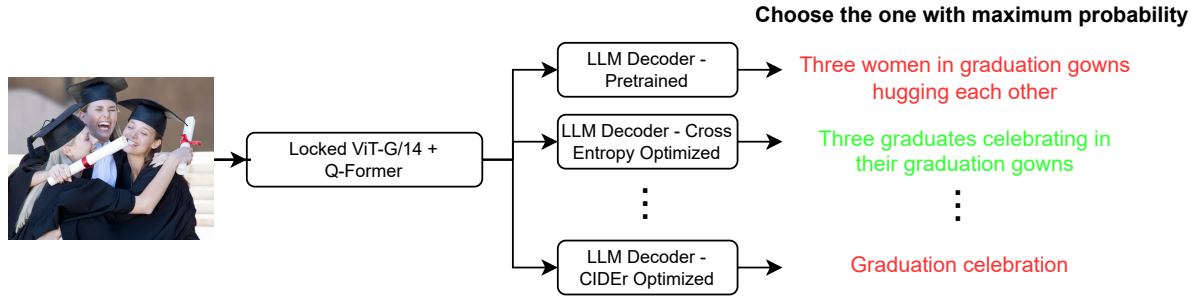 Choose the one with maximum probability
LLM Decoder -
Pretrained
Three women in graduation gowns
hugging each other
Locked ViT-G/14 +
Q-Former
LLM Decoder - Cross
Entropy Optimized
Three graduates celebrating in
their graduation gowns
LLM Decoder -
CIDEr Optimized
Graduation celebration